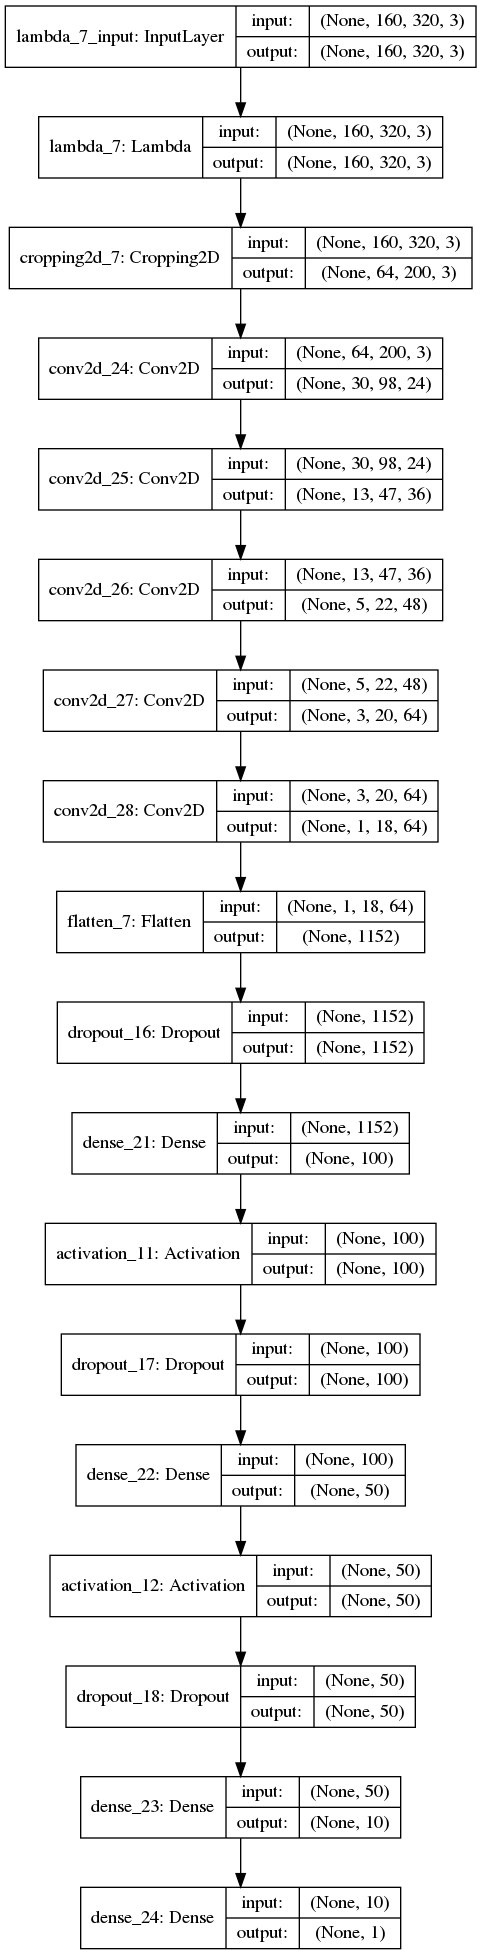 lambda_7_input: InputLayer
input: (None, 160, 320, 3)
output: (None, 160, 320, 3)
lambda_7: Lambda
input: (None, 160, 320, 3)
output: (None, 160, 320, 3)
cropping2d_7: Cropping2D
input: (None, 160, 320, 3)
output: (None, 64, 200, 3)
conv2d_24: Conv2D
input: (None, 64, 200, 3)
output: (None, 30, 98, 24)
conv2d_25: Conv2D
input: (None, 30, 98, 24)
output: (None, 13, 47, 36)
conv2d_26: Conv2D
input: (None, 13, 47, 36)
output: (None, 5, 22, 48)
conv2d_27: Conv2D
input: (None, 5, 22, 48)
output: (None, 3, 20, 64)
conv2d_28: Conv2D
input: (None, 3, 20, 64)
output: (None, 1, 18, 64)
flatten_7: Flatten
input: (None, 1, 18, 64)
output: (None, 1152)
dropout_16: Dropout
input: (None, 1152)
output: (None, 1152)
dense_21: Dense
input: (None, 1152)
output: (None, 100)
activation_11: Activation
input: (None, 100)
output: (None, 100)
dropout_17: Dropout
input: (None, 100)
output: (None, 100)
dense_22: Dense
input: (None, 100)
output: (None, 50)
activation_12: Activation
input: (None, 50)
output: (None, 50)
dropout_18: Dropout
input: (None, 50)
output: (None, 50)
dense_23: Dense
input: (None, 50)
output: (None, 10)
dense_24: Dense
input: (None, 10)
output: (None, 1)